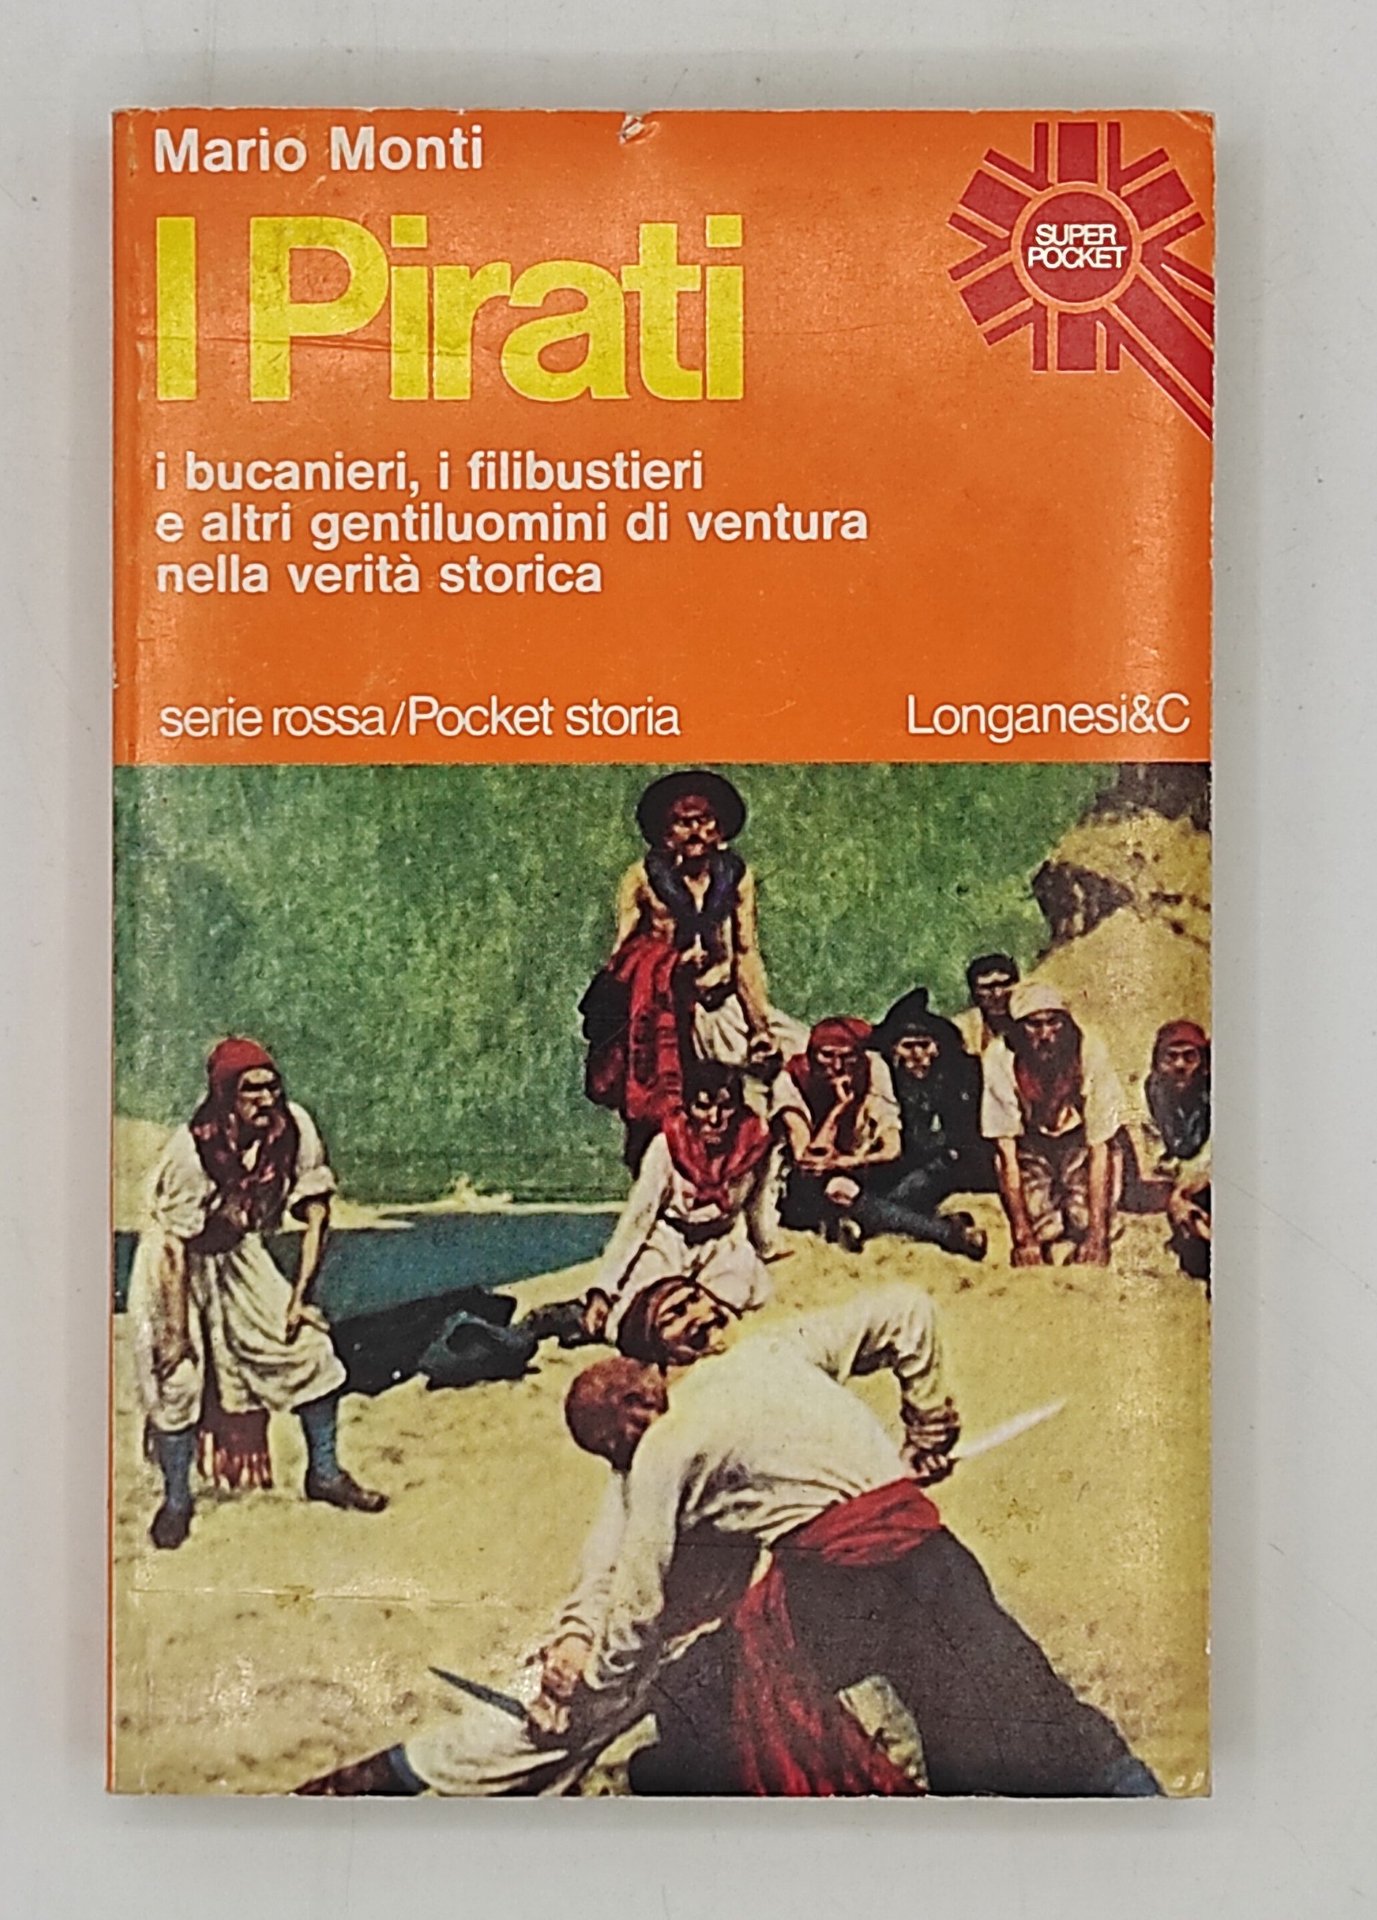 Mario Monti
SUPER
POCKET
I Pirati
i bucanieri, i filibustieri
e altri gentiluomini di ventura
nella verità storica
serie rossa/Pocket storia
Longanesi&C